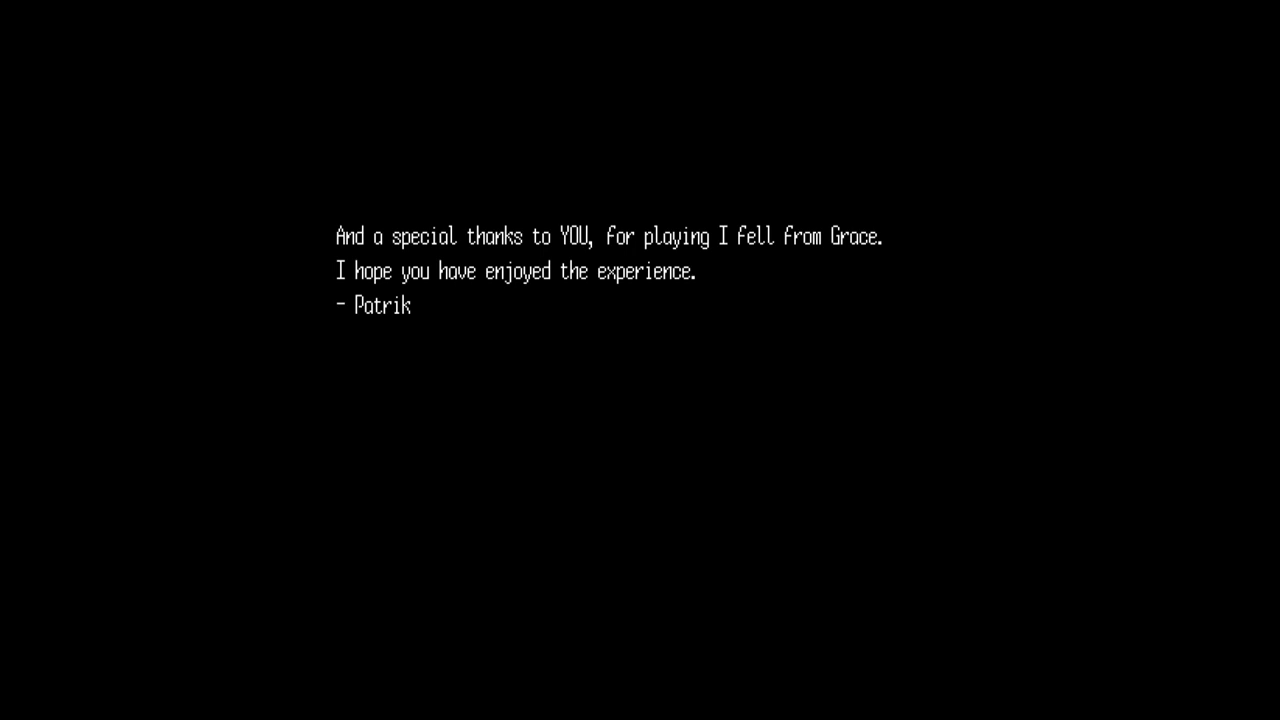 And a special thanks to YOU, for playing I fell from Grace.
I hope you have enjoyed the experience.
- Patrik